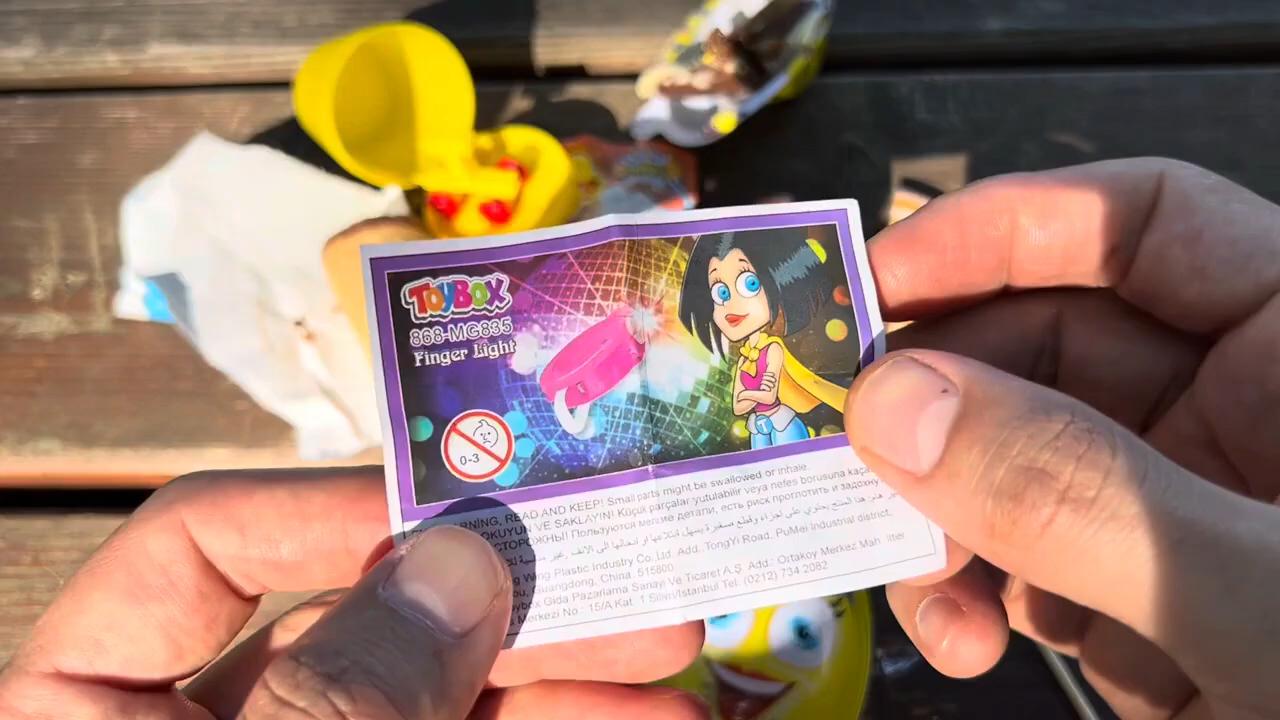 TOYBOX
868-MG835
Finger Light
0-3
WARNING, READ AND KEEP! Small parts might be swallowed or inhale.
OKUYUN VE SAKLAYIN! Küçük parçalar yutulabilir veya nefes borusuna kaça
Пользуются мелкие детали, есть риск проглотить и задохну
Wing Plastic Industry Co.,Ltd. Add. TongYi Road, PuMei Industrial district,
Guangdong, China. 515800
Gıda Pazarlama Sanayi Ve Ticaret A.Ş. Add.: Ortakoy Merkez Mah
Merkezi No.: 15/A Kat. 1 Silivri/İstanbul Tel: (0212) 734 2082